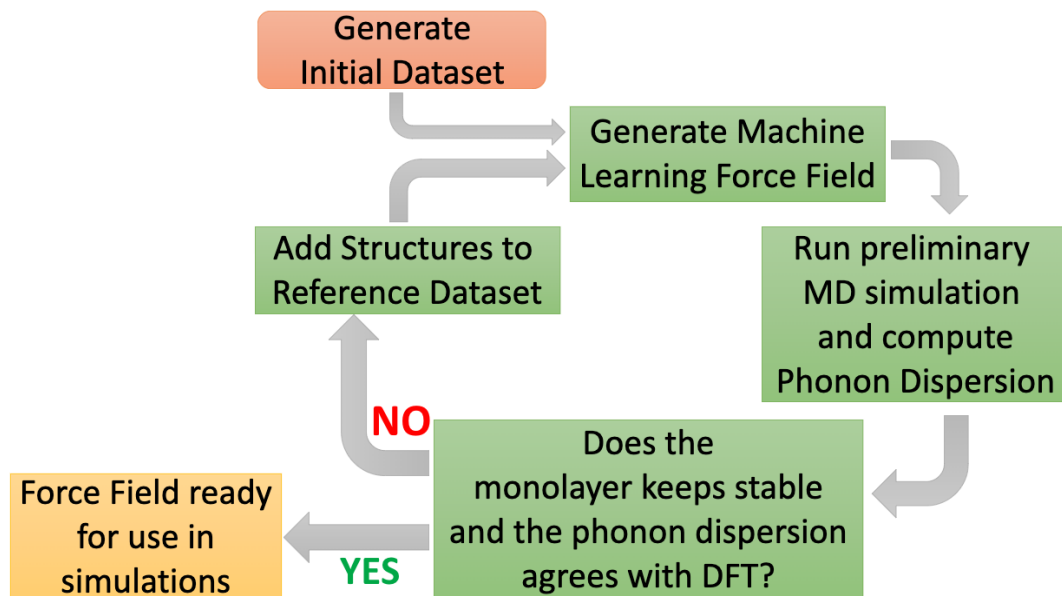 Generate
Initial Dataset
Generate Machine
Learning Force Field
Add Structures to
Reference Dataset
Run preliminary
MD simulation
and compute
Phonon Dispersion
NO
Does the
monolayer keeps stable
and the phonon dispersion
agrees with DFT?
Force Field ready
for use in
simulations
YES